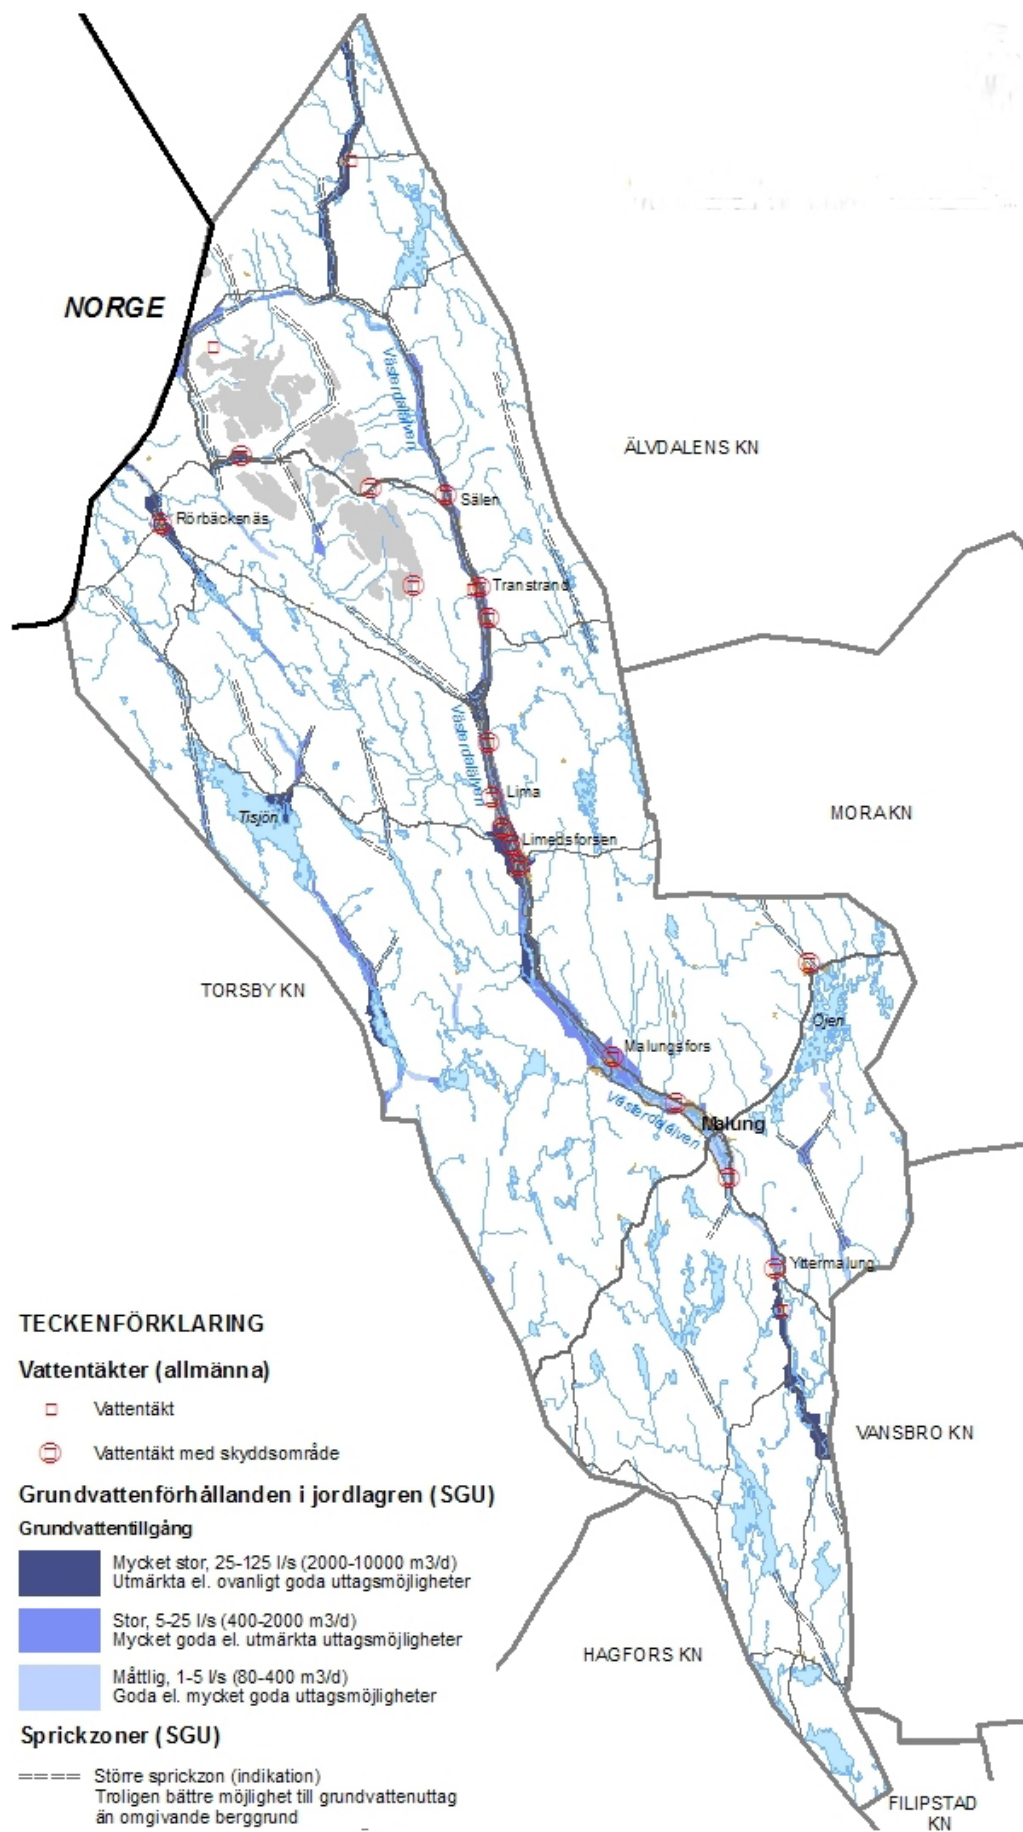 NORGE
Västerdalälven
ÄLVDALENS KN
Sälen
Rörbäcksnäs
Transtrand
Västerdalälven
Lima
Tisjön
MORA KN
Limedsforsen
TORSBY KN
Öjen
Malungsfors
Västerdalälven
Malung
Yttermalung
TECKENFÖRKLARING
Vattentäkter (allmänna)
Vattentäkt
Vattentäkt med skyddsområde
VANSBRO KN
Grundvattenförhållanden i jordlagren (SGU)
Grundvattentillgång
Mycket stor, 25-125 l/s (2000-10000 m3/d)
Utmärkta el. ovanligt goda uttagsmöjligheter
Stor, 5-25 l/s (400-2000 m3/d)
Mycket goda el. utmärkta uttagsmöjligheter
HAGFORS KN
Måttlig, 1-5 l/s (80-400 m3/d)
Goda el. mycket goda uttagsmöjligheter
Sprickzoner (SGU)
Större sprickzon (indikation)
Troligen bättre möjlighet till grundvattenuttag
än omgivande berggrund
FILIPSTAD
KN